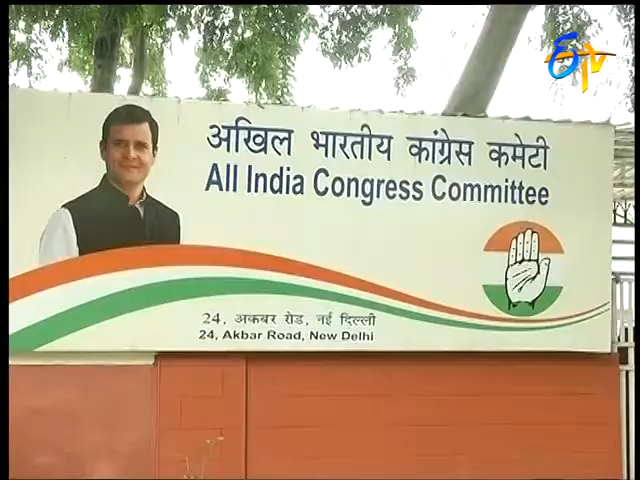 ETV
अखिल भारतीय कांग्रेस कमेटी
All India Congress Committee
24, अकबर रोड, नई दिल्ली
24, Akbar Road, New Delhi